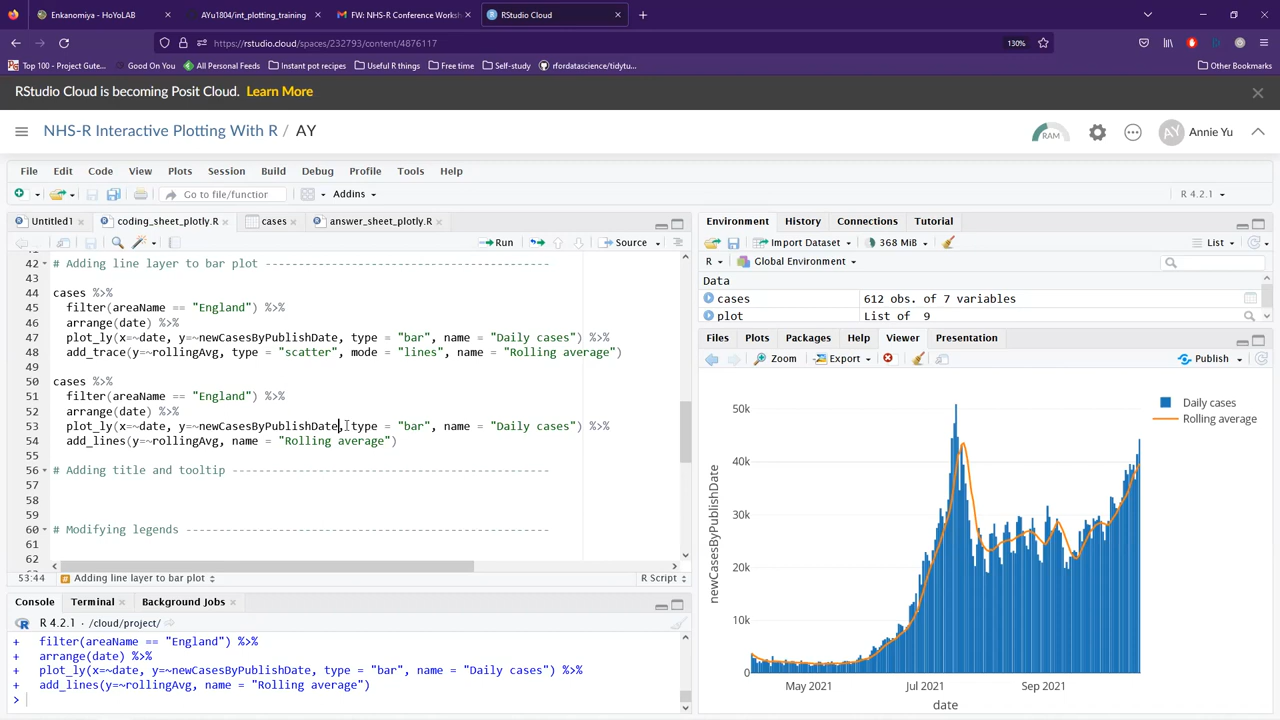 Enkanomiya - HoYoLAB
AYu1804/int_plotting_training
FW: NHS-R Conference Worksh
RStudio Cloud
https://rstudio.cloud/spaces/232793/content/4876117
130%
Top 100 - Project Gute...
Good On You
All Personal Feeds
Instant pot recipes
Useful R things
Free time
Self-study
rfordatascience/tidytu...
Other Bookmarks
RStudio Cloud is becoming Posit Cloud. Learn More
NHS-R Interactive Plotting With R / AY
RAM
AY
Annie Yu
File Edit Code View Plots Session Build Debug Profile Tools Help
Go to file/function
Addins
R 4.2.1
Untitled1
coding_sheet_plotly.R
cases
answer_sheet_plotly.R
Run
Source
42 # Adding line layer to bar plot -------------------------------------------
43
44 cases %>%
45 filter(areaName == "England") %>%
46 arrange(date) %>%
47 plot_ly(x=~date, y=~newCasesByPublishDate, type = "bar", name = "Daily cases") %>%
48 add_trace(y=~rollingAvg, type = "scatter", mode = "lines", name = "Rolling average")
49
50 cases %>%
51 filter(areaName == "England") %>%
52 arrange(date) %>%
53 plot_ly(x=~date, y=~newCasesByPublishDate, type = "bar", name = "Daily cases") %>%
54 add_lines(y=~rollingAvg, name = "Rolling average")
55
56 # Adding title and tooltip ------------------------------------------------
57
58
59
60 # Modifying legends -------------------------------------------------------
61
62
53:44
Adding line layer to bar plot
R Script
Console
Terminal
Background Jobs
R 4.2.1 · /cloud/project/
+ filter(areaName == "England") %>%
+ arrange(date) %>%
+ plot_ly(x=~date, y=~newCasesByPublishDate, type = "bar", name = "Daily cases") %>%
+ add_lines(y=~rollingAvg, name = "Rolling average")
>
Environment
History
Connections
Tutorial
Import Dataset
368 MiB
List
R
Global Environment
Data
cases 612 obs. of 7 variables
plot List of 9
Files
Plots
Packages
Help
Viewer
Presentation
Zoom
Export
Publish
Daily cases
Rolling average
50k
40k
30k
20k
10k
0
newCasesByPublishDate
May 2021
Jul 2021
Sep 2021
date